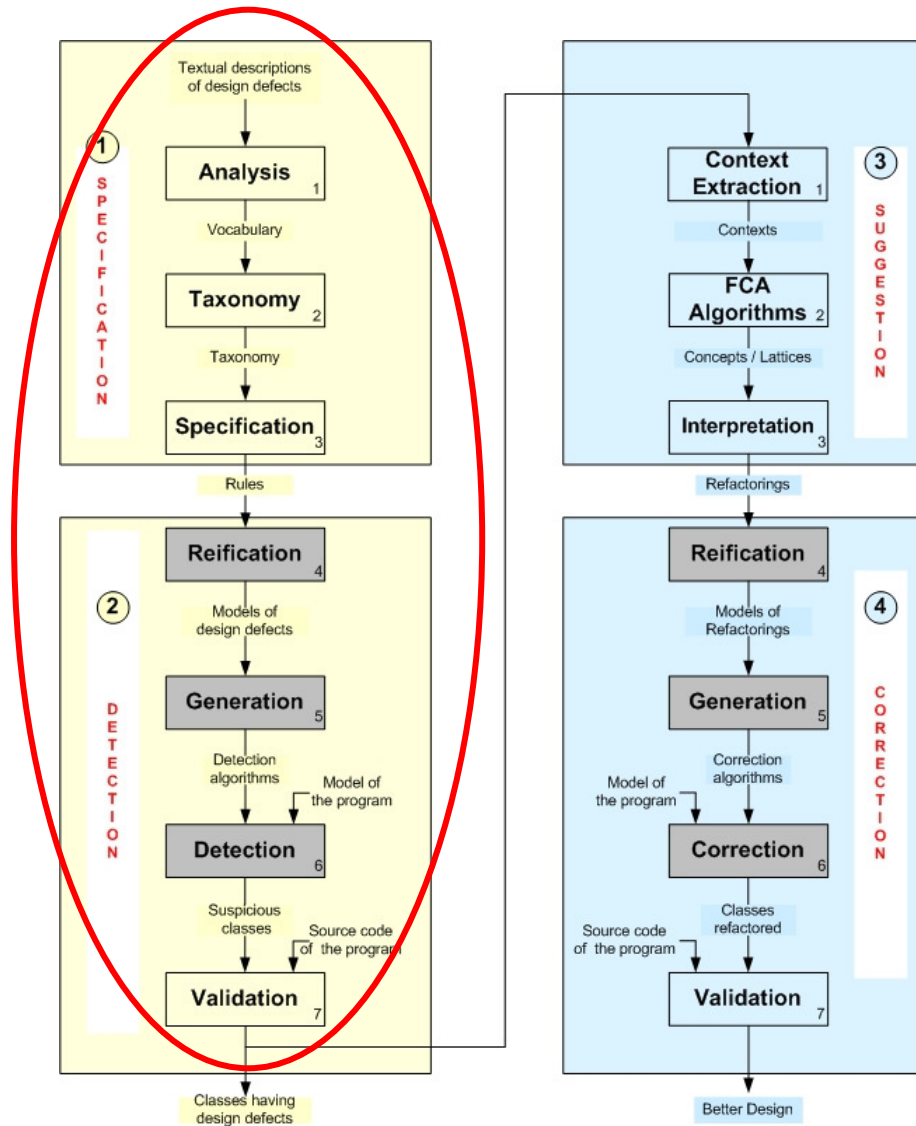 Textual descriptions
of design defects
1
SPECIFICATION
Analysis
1
Vocabulary
Taxonomy
2
Taxonomy
Specification
3
Rules
2
DETECTION
Reification
4
Models of
design defects
Generation
5
Detection
algorithms
Model of
the program
Detection
6
Suspicious
classes
Source code
of the program
Validation
7
Classes having
design defects
3
SUGGESTION
Context
Extraction
1
Contexts
FCA
Algorithms
2
Concepts / Lattices
Interpretation
3
Refactorings
4
CORRECTION
Reification
4
Models of
Refactorings
Generation
5
Correction
algorithms
Model of
the program
Correction
6
Classes
refactored
Source code
of the program
Validation
7
Better Design